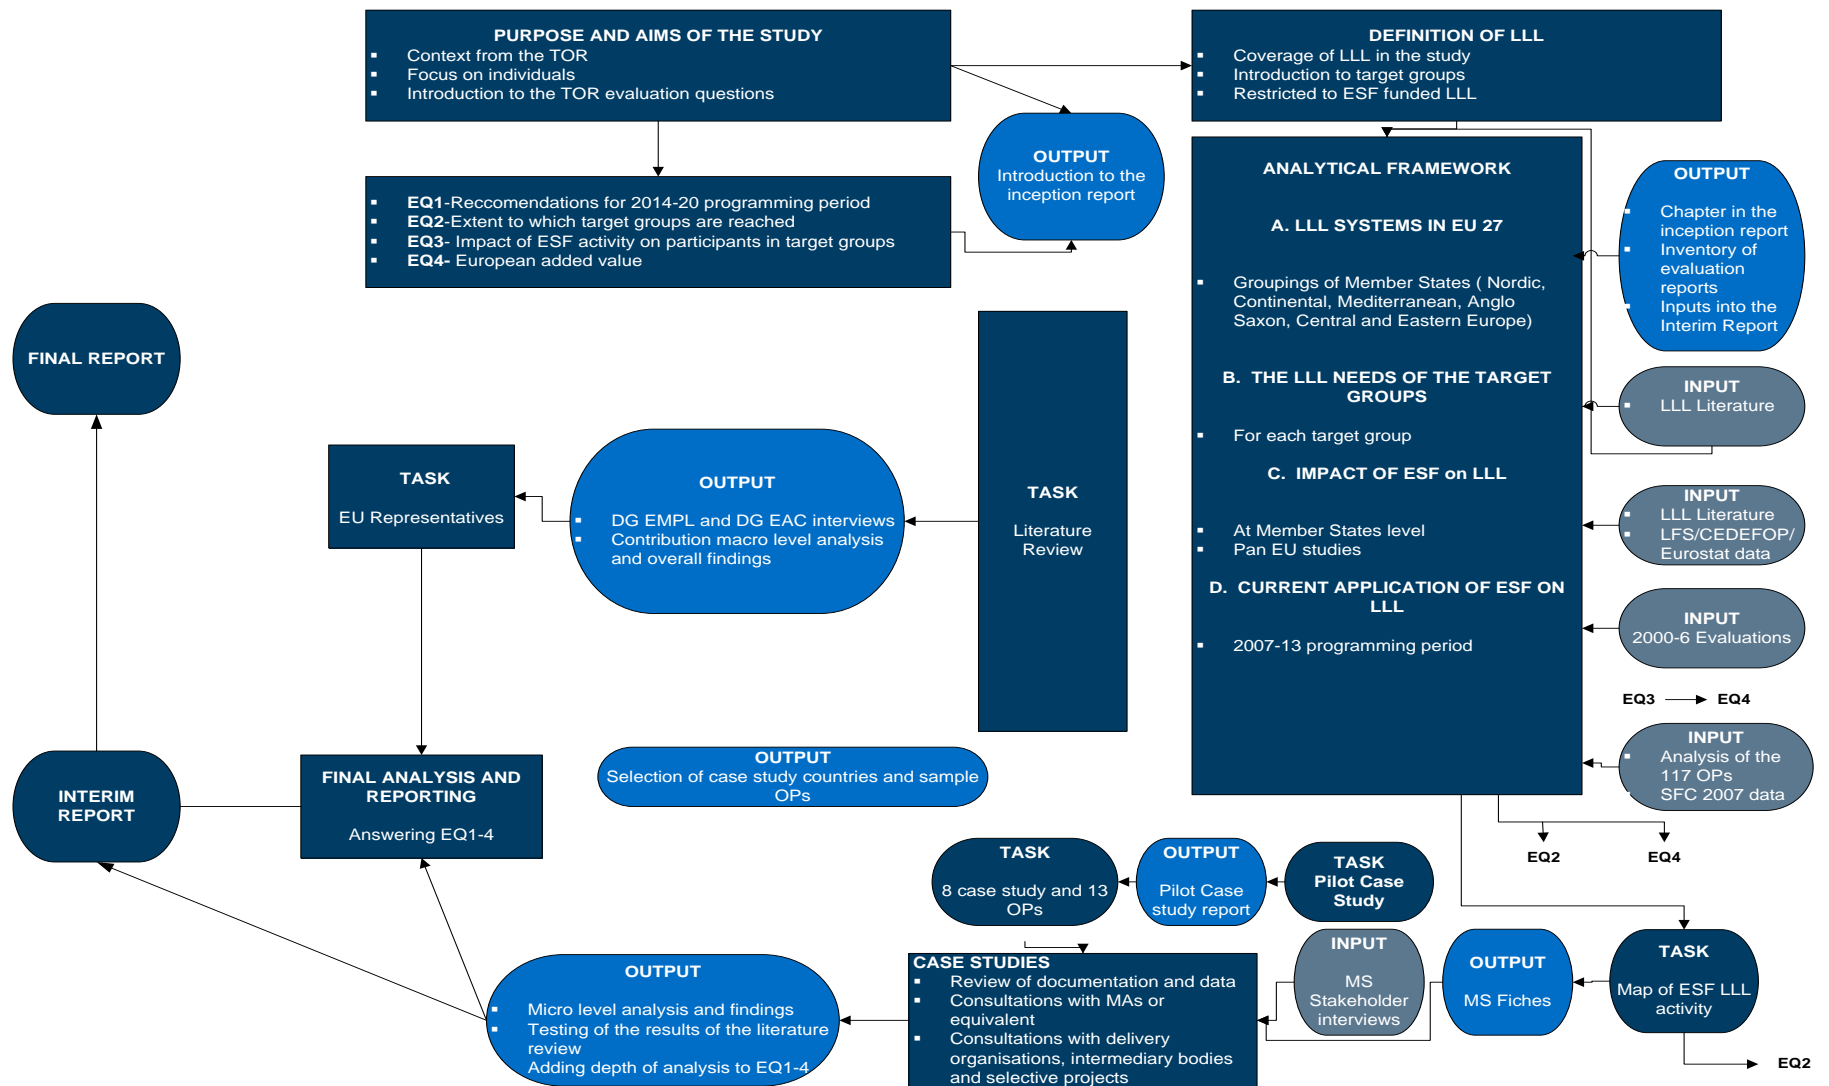 PURPOSE AND AIMS OF THE STUDY
▪ Context from the TOR
▪ Focus on individuals
▪ Introduction to the TOR evaluation questions
DEFINITION OF LLL
▪ Coverage of LLL in the study
▪ Introduction to target groups
▪ Restricted to ESF funded LLL
OUTPUT
Introduction to the
inception report
▪ EQ1-Reccomendations for 2014-20 programming period
▪ EQ2-Extent to which target groups are reached
▪ EQ3- Impact of ESF activity on participants in target groups
▪ EQ4- European added value
ANALYTICAL FRAMEWORK
A. LLL SYSTEMS IN EU 27
▪ Groupings of Member States ( Nordic,
Continental, Mediterranean, Anglo
Saxon, Central and Eastern Europe)
B. THE LLL NEEDS OF THE TARGET
GROUPS
▪ For each target group
C. IMPACT OF ESF on LLL
▪ At Member States level
▪ Pan EU studies
D. CURRENT APPLICATION OF ESF ON
LLL
▪ 2007-13 programming period
OUTPUT
▪ Chapter in the
inception report
▪ Inventory of
evaluation
reports
▪ Inputs into the
Interim Report
INPUT
▪ LLL Literature
INPUT
▪ LLL Literature
▪ LFS/CEDEFOP/
Eurostat data
INPUT
2000-6 Evaluations
EQ3
EQ4
INPUT
▪ Analysis of the
117 OPs
▪ SFC 2007 data
FINAL REPORT
TASK
EU Representatives
OUTPUT
▪ DG EMPL and DG EAC interviews
▪ Contribution macro level analysis
and overall findings
TASK
Literature
Review
INTERIM
REPORT
FINAL ANALYSIS AND
REPORTING
Answering EQ1-4
OUTPUT
Selection of case study countries and sample
OPs
TASK
8 case study and 13
OPs
OUTPUT
Pilot Case
study report
TASK
Pilot Case
Study
EQ2
EQ4
OUTPUT
▪ Micro level analysis and findings
▪ Testing of the results of the literature
review
Adding depth of analysis to EQ1-4
CASE STUDIES
▪ Review of documentation and data
▪ Consultations with MAs or
equivalent
▪ Consultations with delivery
organisations, intermediary bodies
and selective projects
INPUT
MS
Stakeholder
interviews
OUTPUT
MS Fiches
TASK
Map of ESF LLL
activity
EQ2